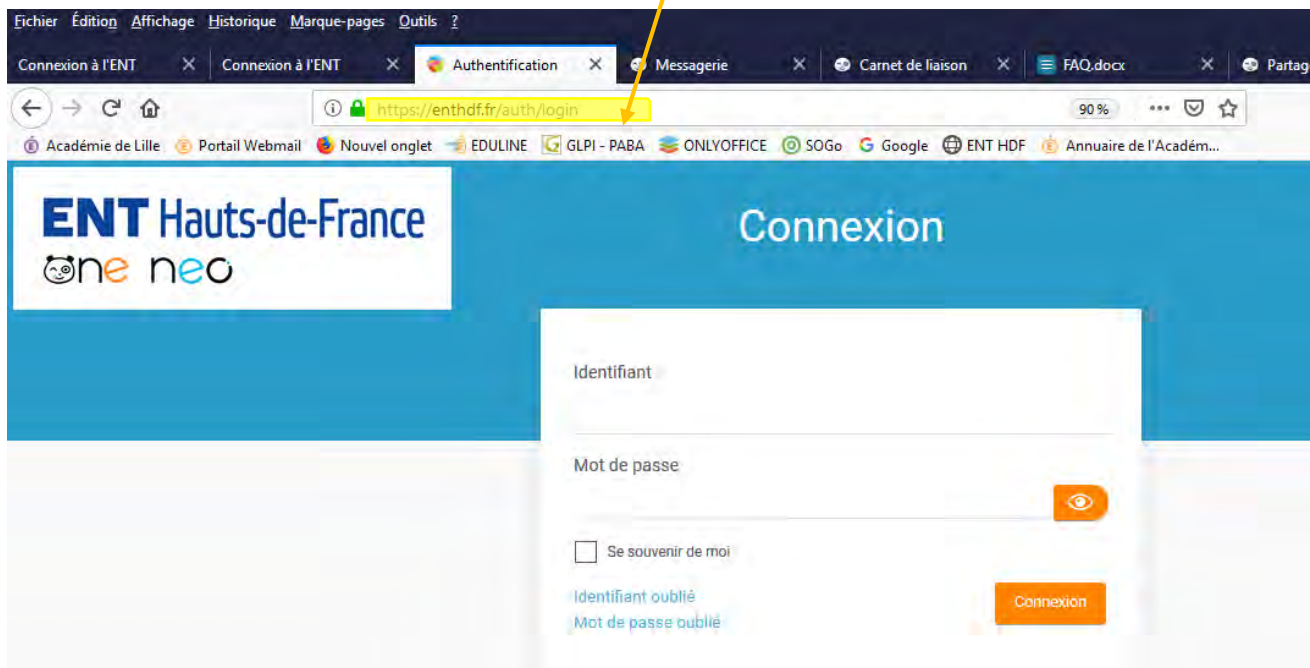 Fichier Édition Affichage Historique Marque-pages Outils ?
Connexion à l'ENT Connexion à l'ENT Authentification Messagerie Carnet de liaison FAQ.docx Partag
https://enthdf.fr/auth/login 90 %
Académie de Lille Portail Webmail Nouvel onglet EDULINE GLPI - PABA ONLYOFFICE SOGo Google ENT HDF Annuaire de l'Académ...
ENT Hauts-de-France
one neo
Connexion
Identifiant
Mot de passe
Se souvenir de moi
Identifiant oublié
Mot de passe oublié
Connexion